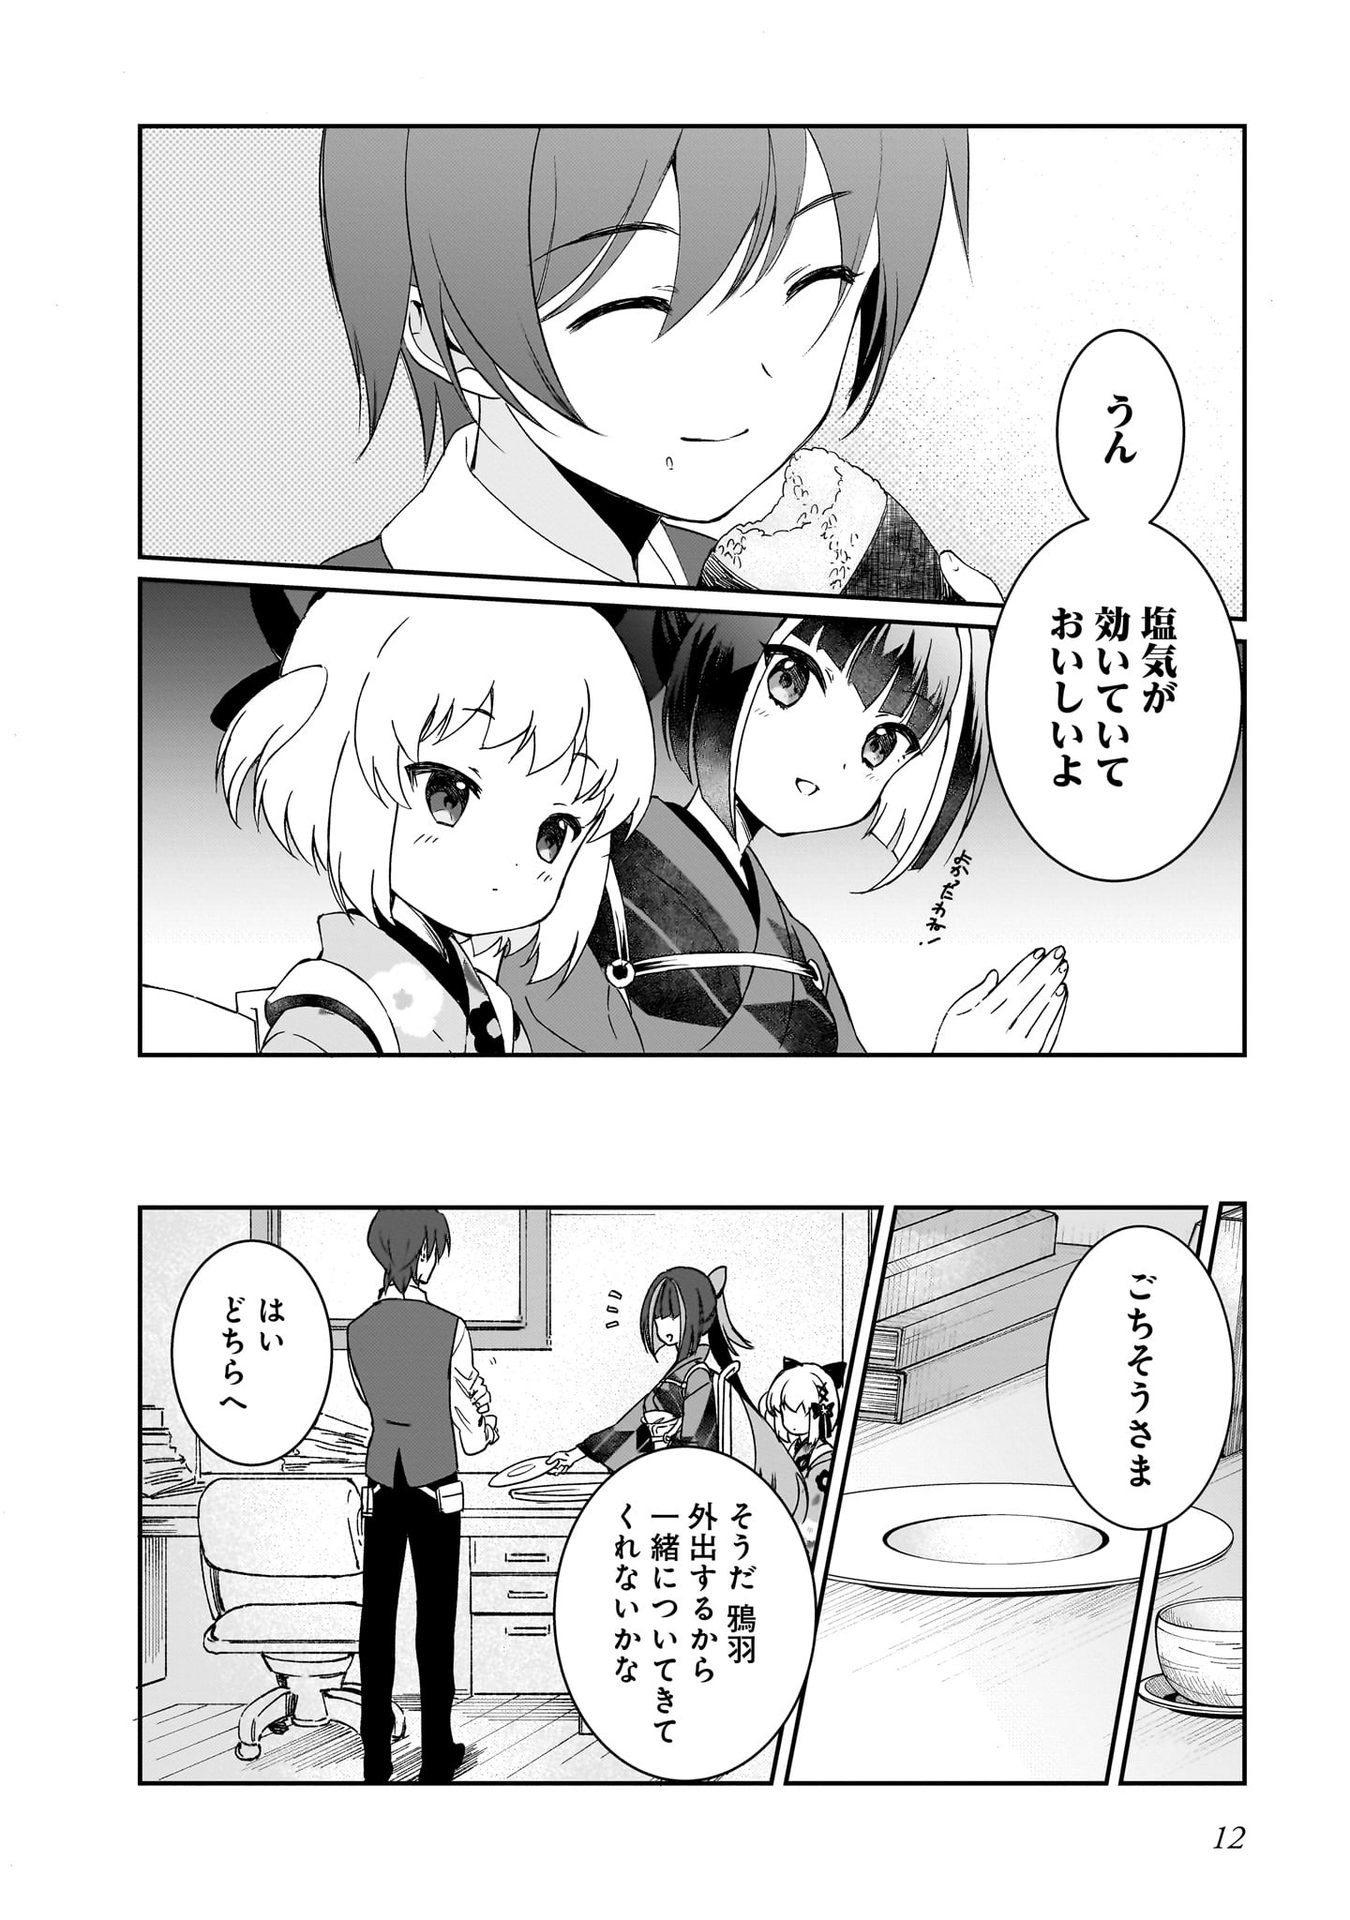 うん
塩気が
効いていて
おいしいよ
よかったわね!
ごちそうさま
そうだ 鴉羽
外出するから
一緒についてきて
くれないかな
はい
どちらへ
12